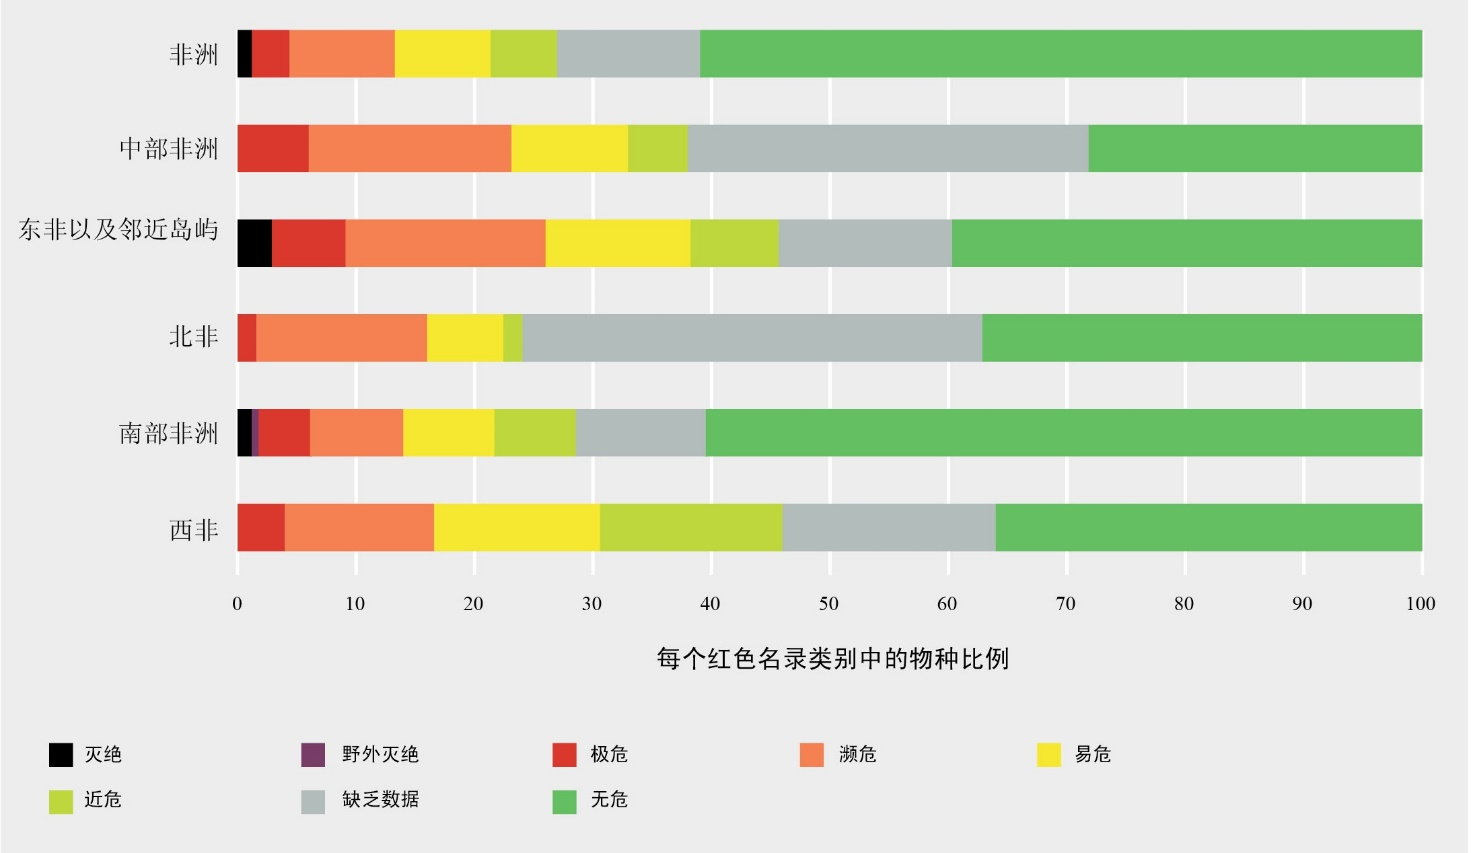 非洲
中部非洲
东非以及邻近岛屿
北非
南部非洲
西非
0 10 20 30 40 50 60 70 80 90 100
每个红色名录类别中的物种比例
灭绝 野外灭绝 极危 濒危 易危
近危 缺乏数据 无危